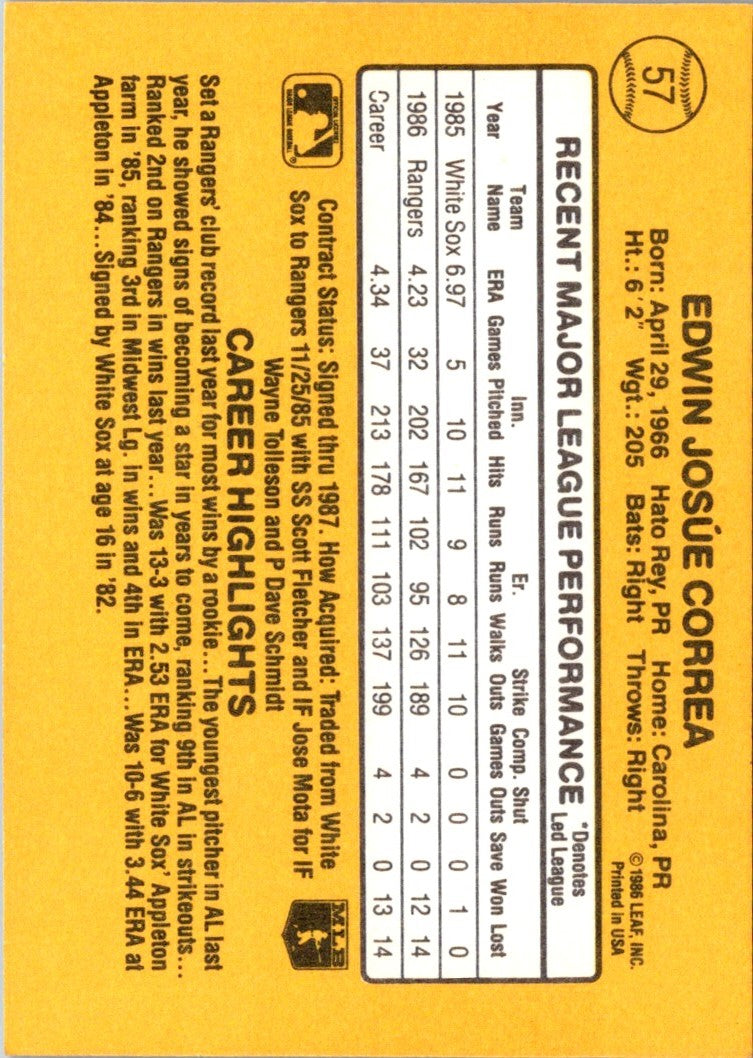 57
EDWIN JOSÚE CORREA
Born: April 29, 1966 Hato Rey, PR Home: Carolina, PR
Ht.: 6' 2" Wgt.: 205 Bats: Right Throws: Right
© 1986 LEAF, INC.
Printed in USA
RECENT MAJOR LEAGUE PERFORMANCE *Denotes
Led League
Team Inn. Er. Strike Comp. Shut
Year Name ERA Games Pitched Hits Runs Runs Walks Outs Games Outs Save Won Lost
1985 White Sox 6.97 5 10 11 9 8 11 10 0 0 0 1 0
1986 Rangers 4.23 32 202 167 102 95 126 189 4 2 0 12 14
Career 4.34 37 213 178 111 103 137 199 4 2 0 13 14
OFFICIAL LICENSEE
MAJOR LEAGUE BASEBALL
®
Contract Status: Signed thru 1987. How Acquired: Traded from White
Sox to Rangers 11/25/85 with SS Scott Fletcher and IF Jose Mota for IF
Wayne Tolleson and P Dave Schmidt
MLB
CAREER HIGHLIGHTS
Set a Rangers' club record last year for most wins by a rookie... The youngest pitcher in AL last
year, he showed signs of becoming a star in years to come, ranking 9th in AL in strikeouts...
Ranked 2nd on Rangers in wins last year... Was 13-3 with 2.53 ERA for White Sox' Appleton
farm in '85, ranking 3rd in Midwest Lg. in wins and 4th in ERA... Was 10-6 with 3.44 ERA at
Appleton in '84... Signed by White Sox at age 16 in '82.